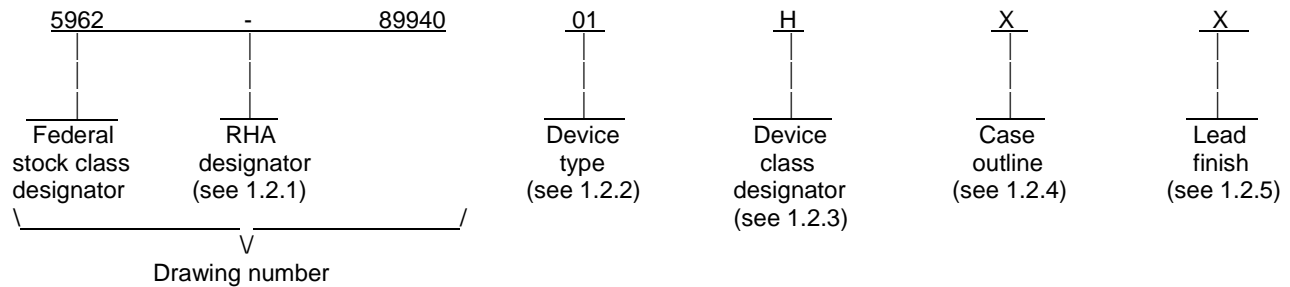 5962 - 89940 01 H X X
Federal stock class designator
RHA designator (see 1.2.1)
Device type (see 1.2.2)
Device class designator (see 1.2.3)
Case outline (see 1.2.4)
Lead finish (see 1.2.5)
\ /
\/
Drawing number